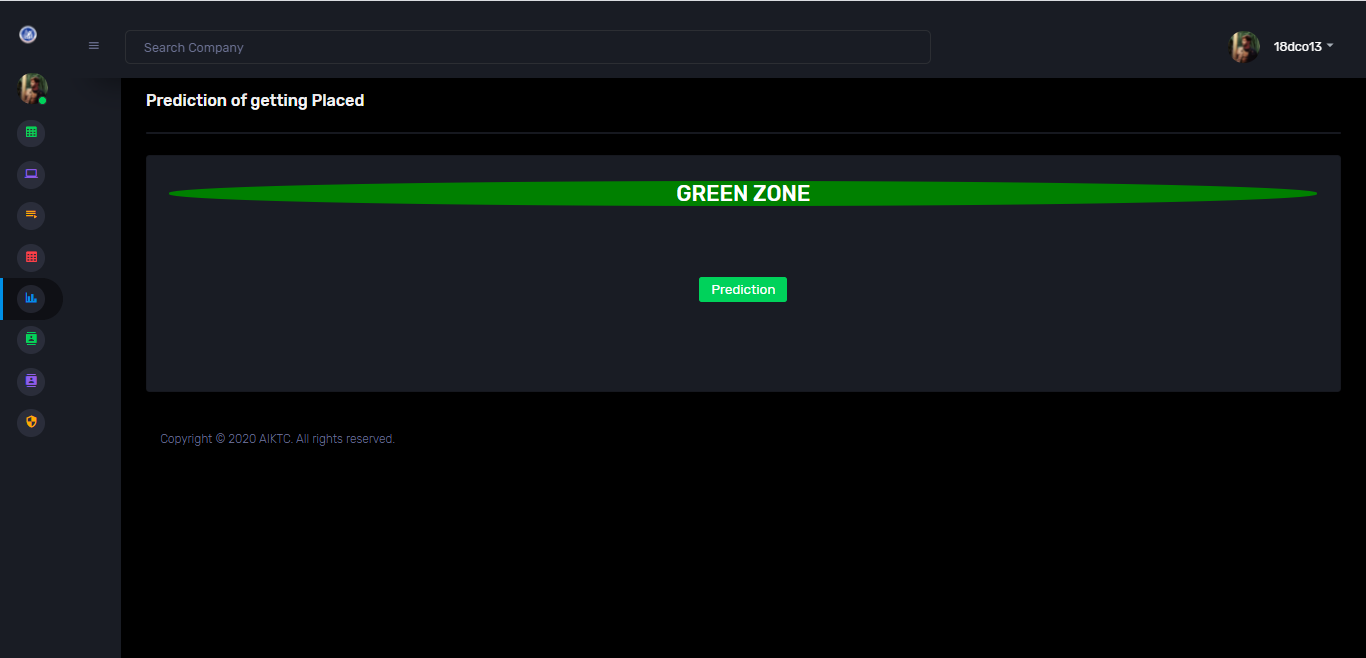 Search Company
18dco13
Prediction of getting Placed
GREEN ZONE
Prediction
Copyright © 2020 AIKTC. All rights reserved.